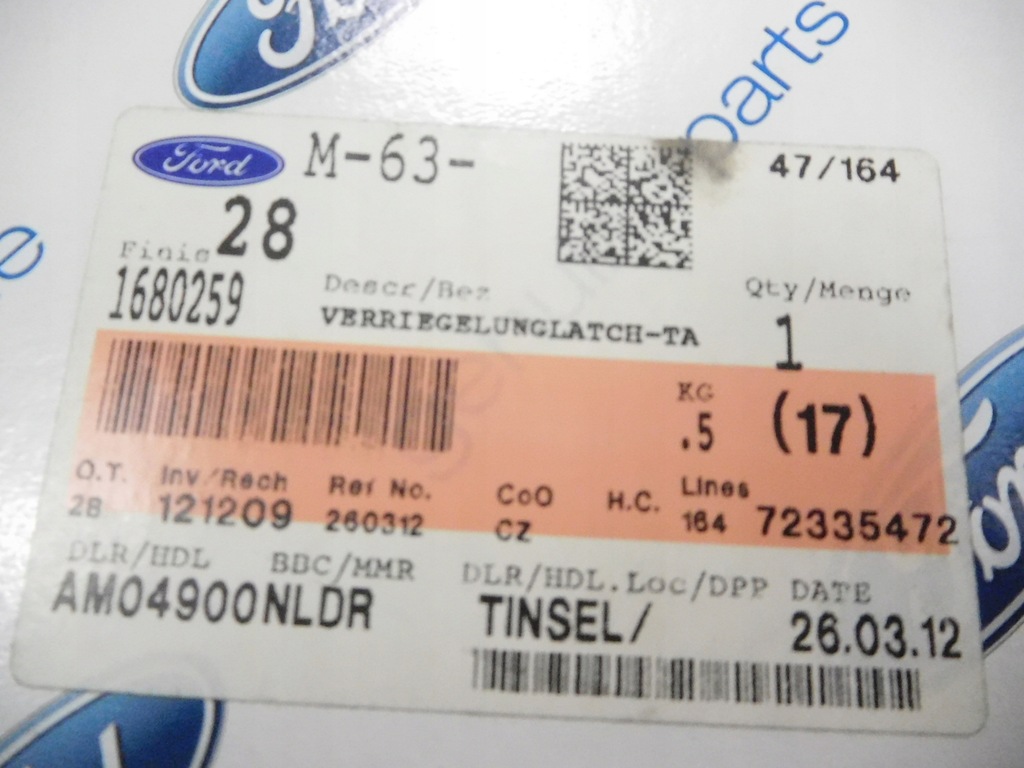 Ford
parts
Ford M-63- 47/164
28
Finis
1680259
Descr/Bez
VERRIEGELUNGLATCH-TA
Qty/Menge
1
KG
.5 (17)
O.T. Inv/Rech Ref No. CoO H.C. Lines
28 121209 260312 CZ 164 72335472
DLR/HDL BBC/MMR DLR/HDL.Loc/DPP DATE
AM04900NLDR TINSEL/ 26.03.12